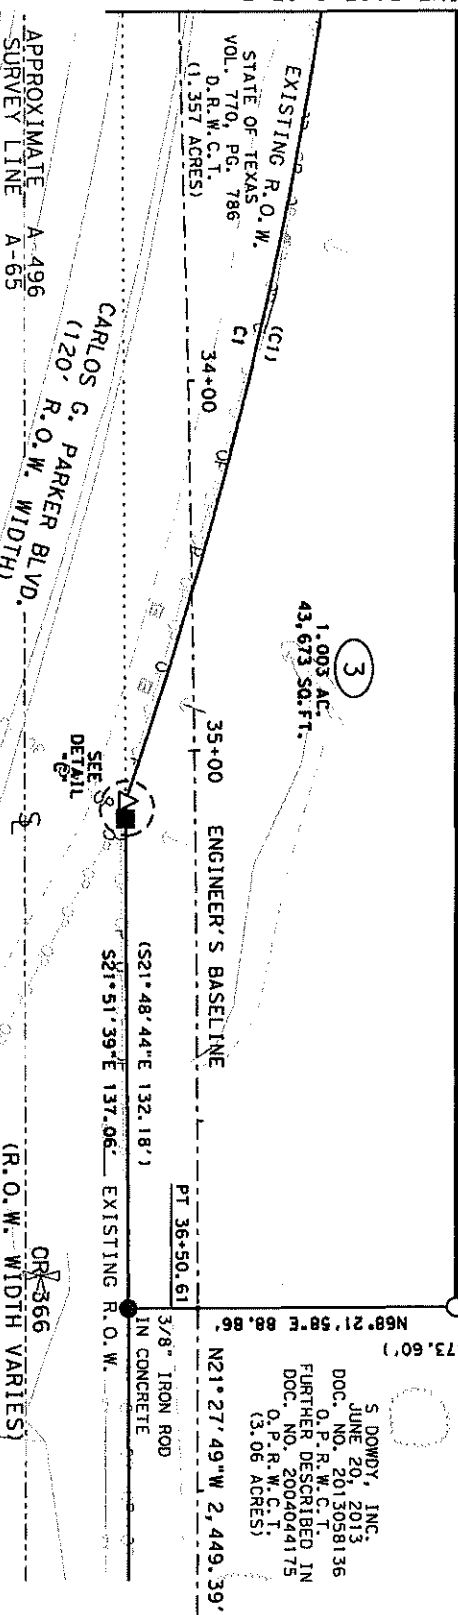 EXISTING R.O.W.
STATE OF TEXAS
VOL. 770, PG. 786
D.R.W.C.T.
(1.357 ACRES)
(C1)
C1
34+00
APPROXIMATE A-496
SURVEY LINE A-65
CARLOS G. PARKER BLVD.
(120' R.O.W. WIDTH)
3
1.003 AC.
43,673 SQ.FT.
35+00 ENGINEER'S BASELINE
SEE
DETAIL
(S21°48'44"E 132.18')
S21°51'39"E 137.06'
EXISTING R.O.W.
PT 36+50.61
3/8" IRON ROD
IN CONCRETE
N68°21'58"E 88.86'
73.60')
N21°27'49"W 2,449.39'
S DOWDY, INC.
JUNE 20, 2013
DOC. NO. 2013058136
O.P.R.W.C.T.
FURTHER DESCRIBED IN
DOC. NO. 2004044175
O.P.R.W.C.T.
(3.06 ACRES)
CR 366
(R.O.W. WIDTH VARIES)